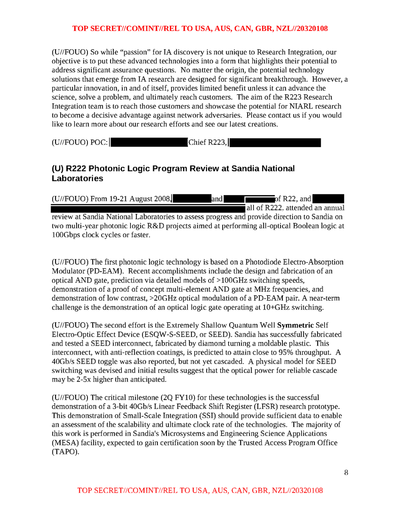 TOP SECRET//COMINT//REL TO USA, AUS, CAN, GBR, NZL//20320108
(U//FOUO) So while “passion” for IA discovery is not unique to Research Integration, our
objective is to put these advanced technologies into a form that highlights their potential to
address significant assurance questions. No matter the origin, the potential technology
solutions that emerge from IA research are designed for significant breakthrough. However, a
particular innovation, in and of itself, provides limited benefit unless it can advance the
science, solve a problem, and ultimately reach customers. The aim of the R223 Research
Integration team is to reach those customers and showcase the potential for NIARL research
to become a decisive advantage against network adversaries. Please contact us if you would
like to learn more about our research efforts and see our latest creations.
(U//FOUO) POC: Chief R223,
(U) R222 Photonic Logic Program Review at Sandia National
Laboratories
(U//FOUO) From 19-21 August 2008, and of R22, and
all of R222, attended an annual
review at Sandia National Laboratories to assess progress and provide direction to Sandia on
two multi-year photonic logic R&D projects aimed at performing all-optical Boolean logic at
100Gbps clock cycles or faster.
(U//FOUO) The first photonic logic technology is based on a Photodiode Electro-Absorption
Modulator (PD-EAM). Recent accomplishments include the design and fabrication of an
optical AND gate, prediction via detailed models of >100GHz switching speeds,
demonstration of a proof of concept multi-element AND gate at MHz frequencies, and
demonstration of low contrast, >20GHz optical modulation of a PD-EAM pair. A near-term
challenge is the demonstration of an optical logic gate operating at 10+GHz switching.
(U//FOUO) The second effort is the Extremely Shallow Quantum Well Symmetric Self
Electro-Optic Effect Device (ESQW-S-SEED, or SEED). Sandia has successfully fabricated
and tested a SEED interconnect, fabricated by diamond turning a moldable plastic. This
interconnect, with anti-reflection coatings, is predicted to attain close to 95% throughput. A
40Gb/s SEED toggle was also reported, but not yet cascaded. A physical model for SEED
switching was devised and initial results suggest that the optical power for reliable cascade
may be 2-5x higher than anticipated.
(U//FOUO) The critical milestone (2Q FY10) for these technologies is the successful
demonstration of a 3-bit 40Gb/s Linear Feedback Shift Register (LFSR) research prototype.
This demonstration of Small-Scale Integration (SSI) should provide sufficient data to enable
an assessment of the scalability and ultimate clock rate of the technologies. The majority of
this work is performed in Sandia's Microsystems and Engineering Science Applications
(MESA) facility, expected to gain certification soon by the Trusted Access Program Office
(TAPO).
8
TOP SECRET//COMINT//REL TO USA, AUS, CAN, GBR, NZL//20320108